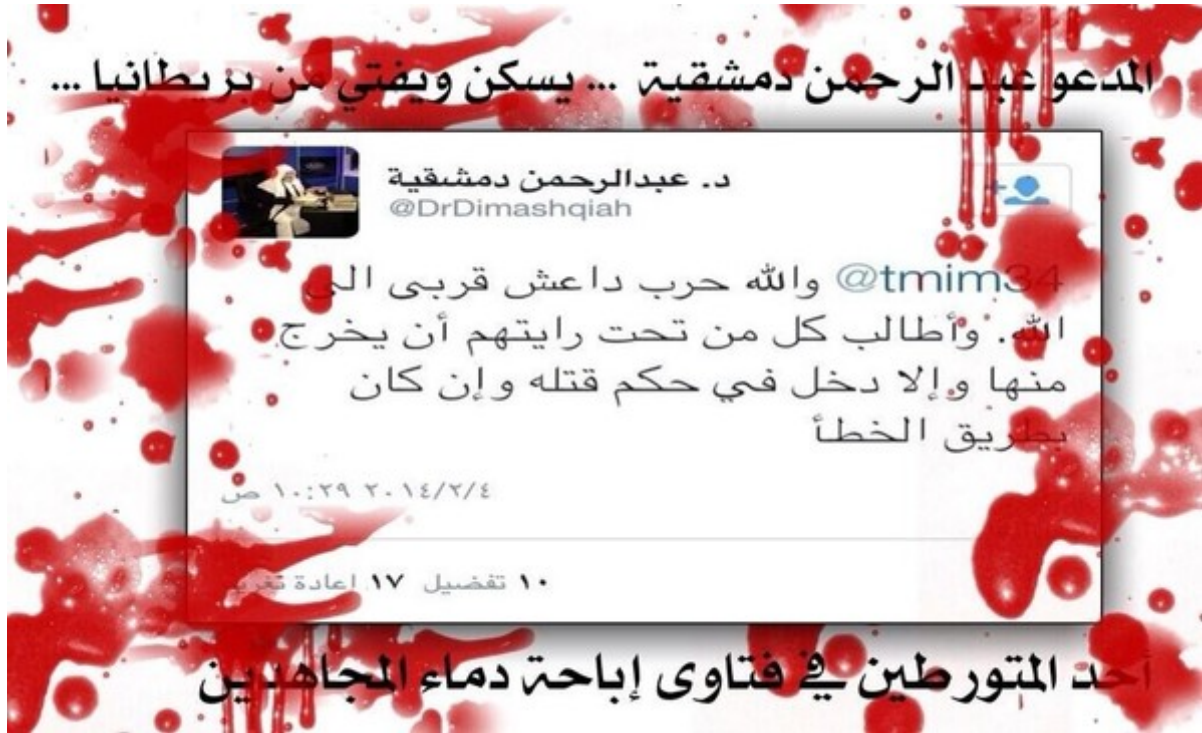 المدعو عبد الرحمن دمشقية ... يسكن ويفتي من بريطانيا ...
د. عبدالرحمن دمشقية
@DrDimashqiah
@tmim34 والله حرب داعش قربى الى
الله. وأطالب كل من تحت رايتهم أن يخرج
منها وإلا دخل في حكم قتله وإن كان
بطريق الخطأ
٢٠١٤/٢/٤ ١٠:٢٩ ص
١٠ تفضيل ١٧ اعادة تغريد
أحد المتورطين في فتاوى إباحة دماء المجاهدين